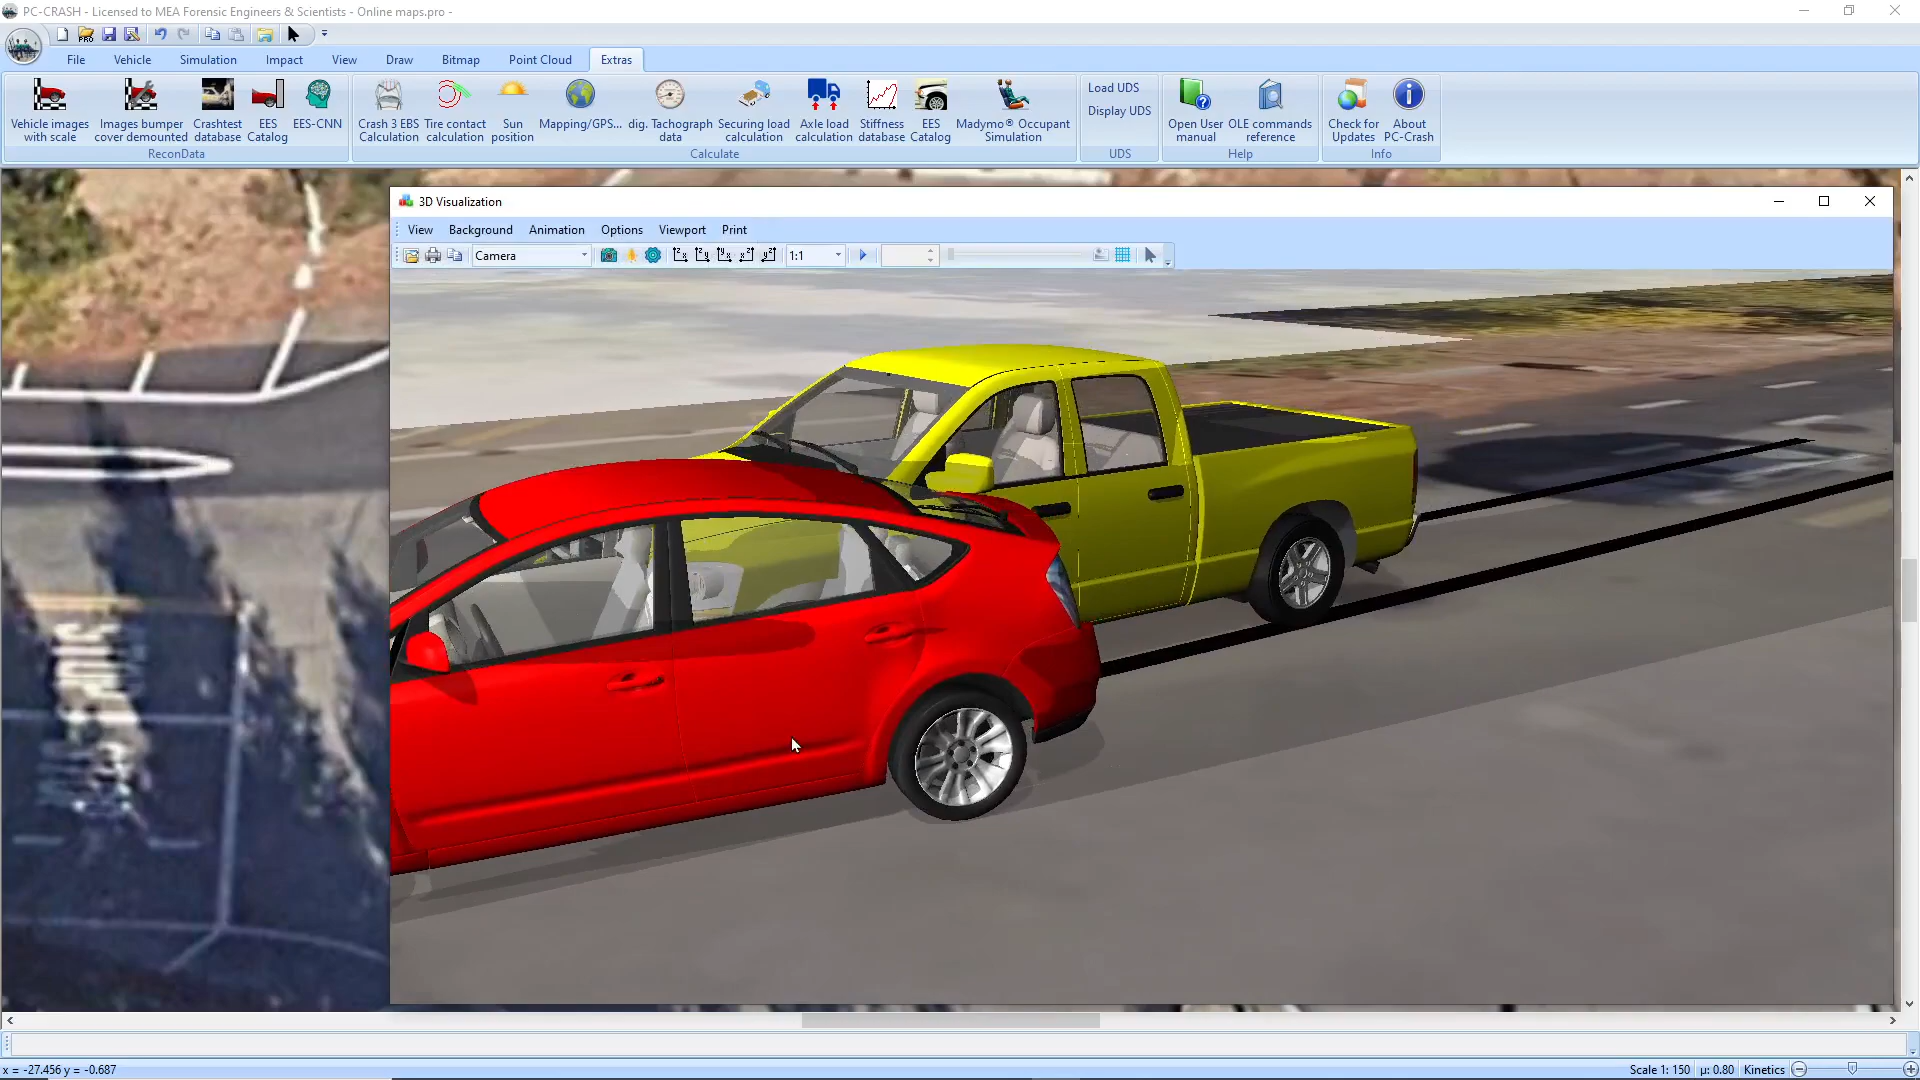 PC-CRASH - Licensed to MEA Forensic Engineers & Scientists - Online maps.pro -
File Vehicle Simulation Impact View Draw Bitmap Point Cloud Extras
Vehicle images with scale
Images bumper cover demounted
Crashtest database
EES Catalog
EES-CNN
Crash 3 EBS Calculation
Tire contact calculation
Sun position
Mapping/GPS...
dig. Tachograph data
Securing load calculation
Axle load calculation
Stiffness database
EES Catalog
Madymo® Occupant Simulation
Load UDS
Display UDS
Open User manual
OLE commands reference
Check for Updates
About PC-Crash
ReconData Calculate UDS Help Info
3D Visualization
View Background Animation Options Viewport Print
Camera 1:1
x = -27.456 y = -0.687 Scale 1: 150 μ: 0.80 Kinetics